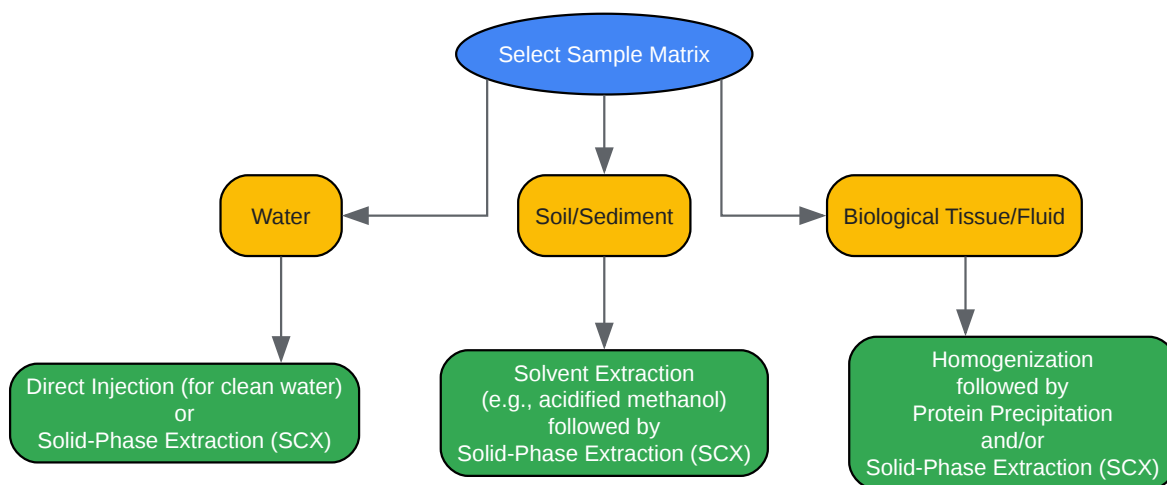 Select Sample Matrix
Water
Soil/Sediment
Biological Tissue/Fluid
Direct Injection (for clean water)
or
Solid-Phase Extraction (SCX)
Solvent Extraction
(e.g., acidified methanol)
followed by
Solid-Phase Extraction (SCX)
Homogenization
followed by
Protein Precipitation
and/or
Solid-Phase Extraction (SCX)